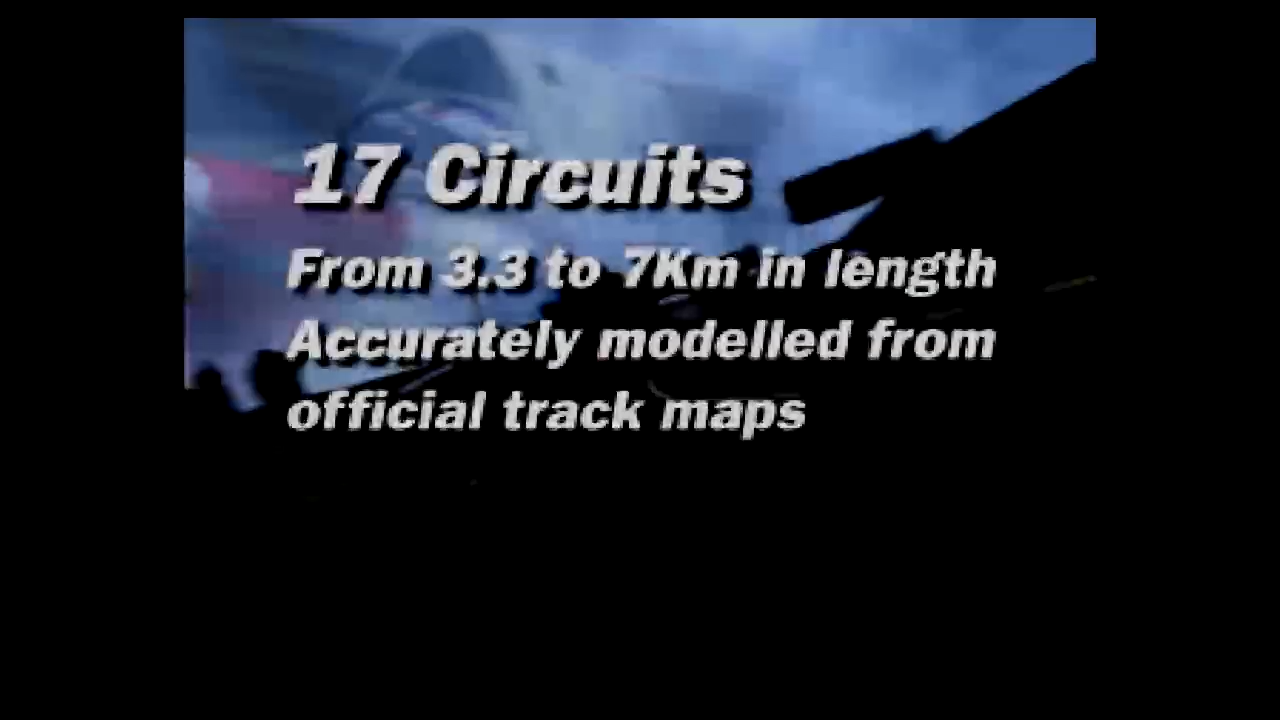 17 Circuits
From 3.3 to 7Km in length
Accurately modelled from
official track maps